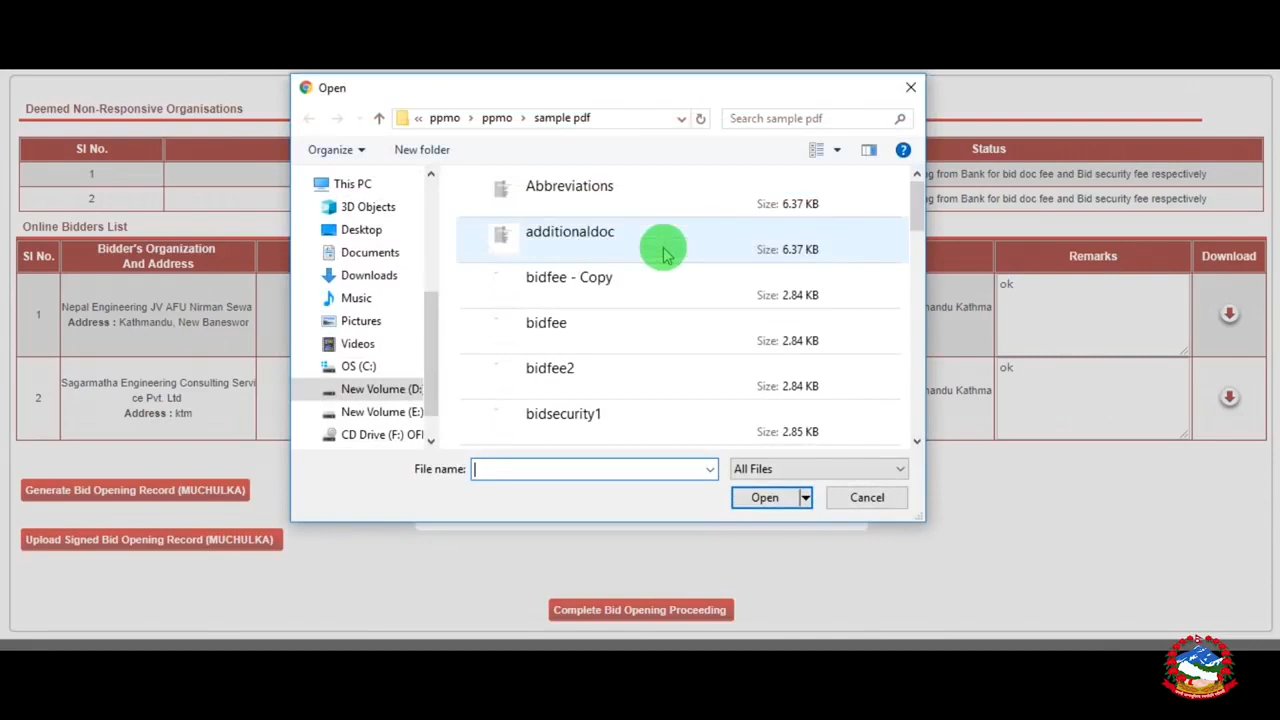 Open
« ppmo > ppmo > sample pdf
Search sample pdf
Organize
New folder
This PC
3D Objects
Desktop
Documents
Downloads
Music
Pictures
Videos
OS (C:)
New Volume (D:
New Volume (E:)
CD Drive (F:) OFI
Abbreviations
Size: 6.37 KB
additionaldoc
Size: 6.37 KB
bidfee - Copy
Size: 2.84 KB
bidfee
Size: 2.84 KB
bidfee2
Size: 2.84 KB
bidsecurity1
Size: 2.85 KB
File name:
All Files
Open
Cancel
Deemed Non-Responsive Organisations
Sl No.
Status
1
g from Bank for bid doc fee and Bid security fee respectively
2
g from Bank for bid doc fee and Bid security fee respectively
Online Bidders List
Sl No.
Bidder's Organization
And Address
Remarks
Download
1
Nepal Engineering JV AFU Nirman Sewa
Address : Kathmandu, New Baneswor
andu Kathma
ok
2
Sagarmatha Engineering Consulting Servi
ce Pvt. Ltd
Address : ktm
andu Kathma
ok
Generate Bid Opening Record (MUCHULKA)
Upload Signed Bid Opening Record (MUCHULKA)
Complete Bid Opening Proceeding